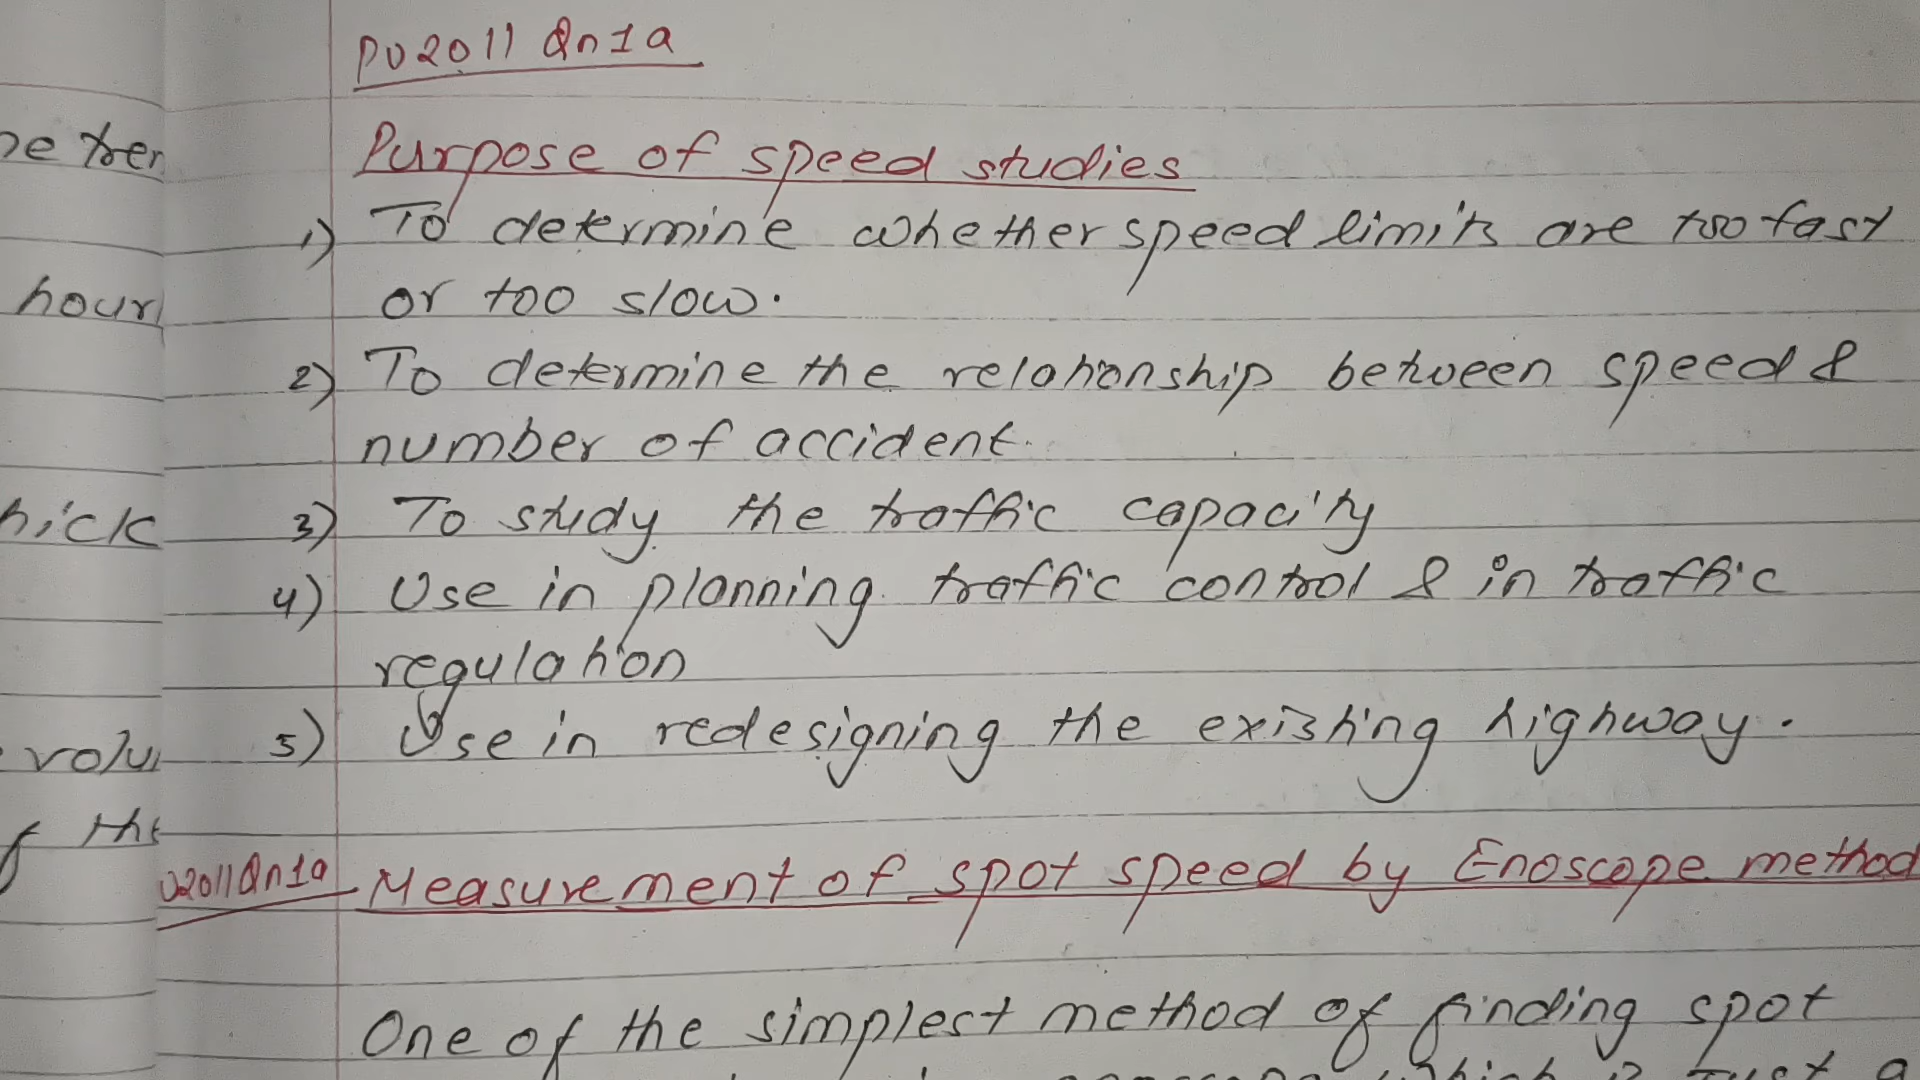 PU2011 Qn1a
Purpose of speed studies
1) To determine whether speed limits are too fast
or too slow.
2) To determine the relationship between speed &
number of accident.
3) To study the traffic capacity
4) Use in planning traffic control & in traffic
regulation
5) Use in redesigning the existing highway.
hour
f the
2011Qn1a Measurement of spot speed by Enoscope method
One of the simplest method of finding spot